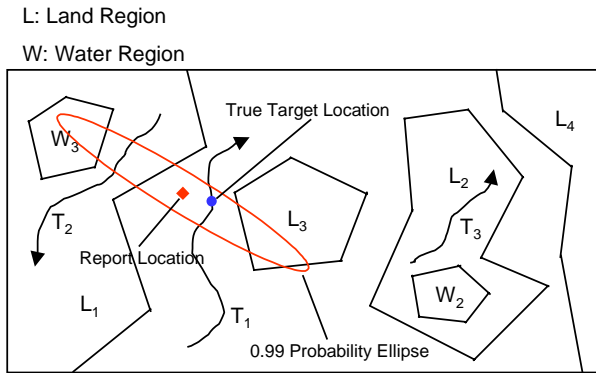 L: Land Region
W: Water Region
True Target Location
W3
L4
L2
T2
L3
T3
Report Location
W2
L1
T1
0.99 Probability Ellipse